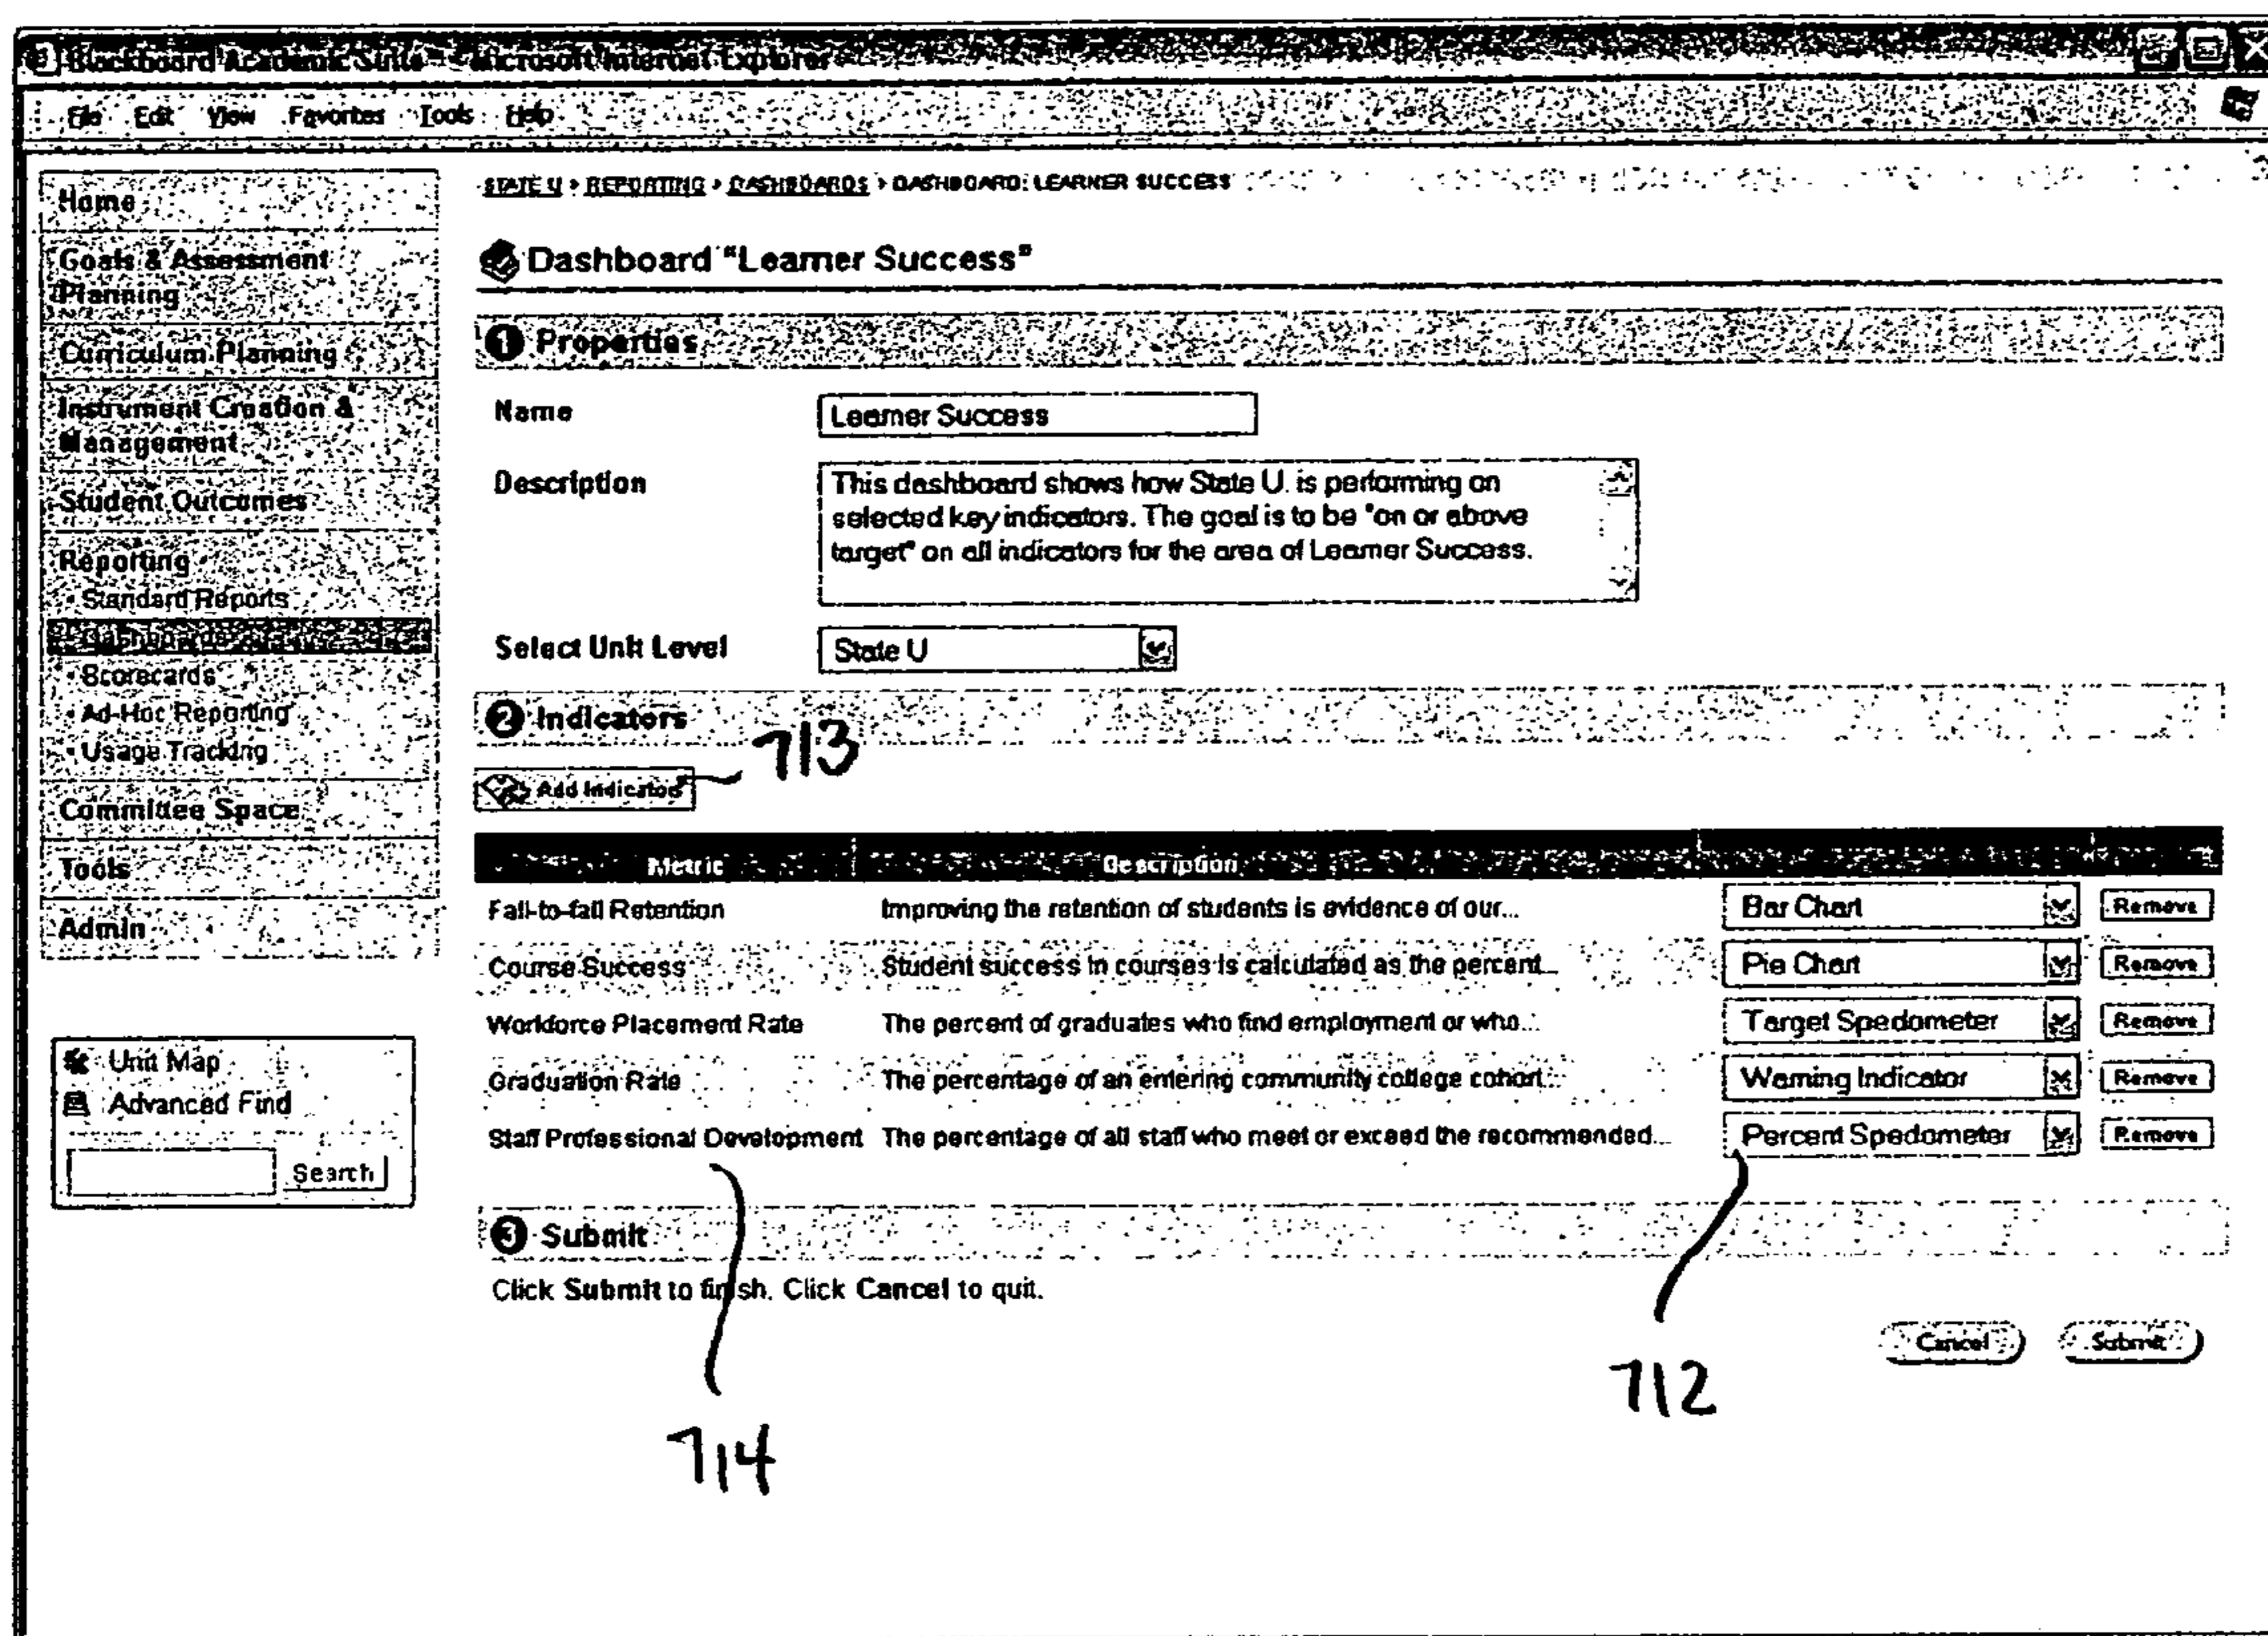 Blackboard Academic Suite - Microsoft Internet Explorer
File Edit View Favorites Tools Help
Home
Goals & Assessment
Planning
Curriculum Planning
Instrument Creation &
Management
Student Outcomes
Reporting
• Standard Reports
• Dashboards
• Scorecards
• Ad-Hoc Reporting
• Usage Tracking
Committee Space
Tools
Admin
Unit Map
Advanced Find
Search
STATE U > REPORTING > DASHBOARDS > DASHBOARD: LEARNER SUCCESS
Dashboard "Learner Success"
1 Properties
Name Learner Success
Description This dashboard shows how State U. is performing on
selected key indicators. The goal is to be "on or above
target" on all indicators for the area of Learner Success.
Select Unit Level State U
2 Indicators
713
Add Indicator
Metric Description
Fall-to-fall Retention Improving the retention of students is evidence of our... Bar Chart Remove
Course Success Student success in courses is calculated as the percent... Pie Chart Remove
Workforce Placement Rate The percent of graduates who find employment or who... Target Spedometer Remove
Graduation Rate The percentage of an entering community college cohort... Warning Indicator Remove
Staff Professional Development The percentage of all staff who meet or exceed the recommended... Percent Spedometer Remove
3 Submit
Click Submit to finish. Click Cancel to quit.
Cancel Submit
712
714